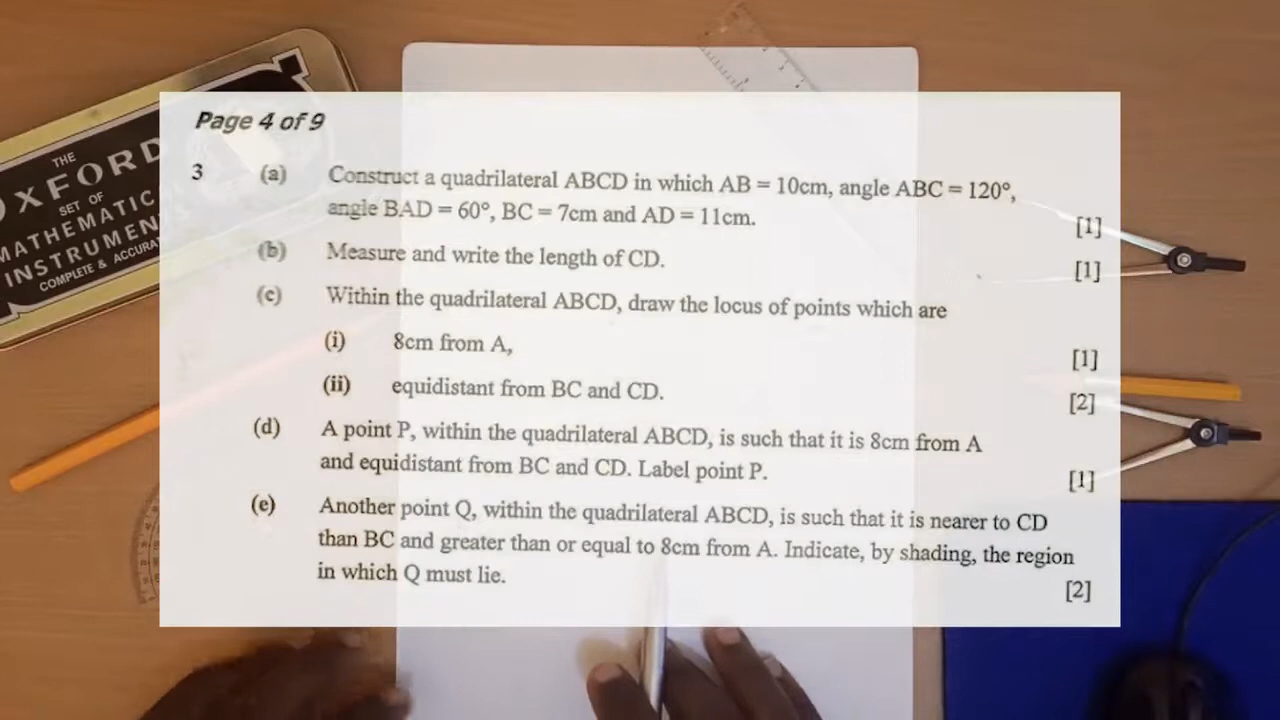 Page 4 of 9
3 (a) Construct a quadrilateral ABCD in which AB = 10cm, angle ABC = 120°,
angle BAD = 60°, BC = 7cm and AD = 11cm. [1]
(b) Measure and write the length of CD. [1]
(c) Within the quadrilateral ABCD, draw the locus of points which are
(i) 8cm from A, [1]
(ii) equidistant from BC and CD. [2]
(d) A point P, within the quadrilateral ABCD, is such that it is 8cm from A
and equidistant from BC and CD. Label point P. [1]
(e) Another point Q, within the quadrilateral ABCD, is such that it is nearer to CD
than BC and greater than or equal to 8cm from A. Indicate, by shading, the region
in which Q must lie. [2]
THE
OXFORD
SET OF
MATHEMATIC
INSTRUMEN
COMPLETE & ACCURA